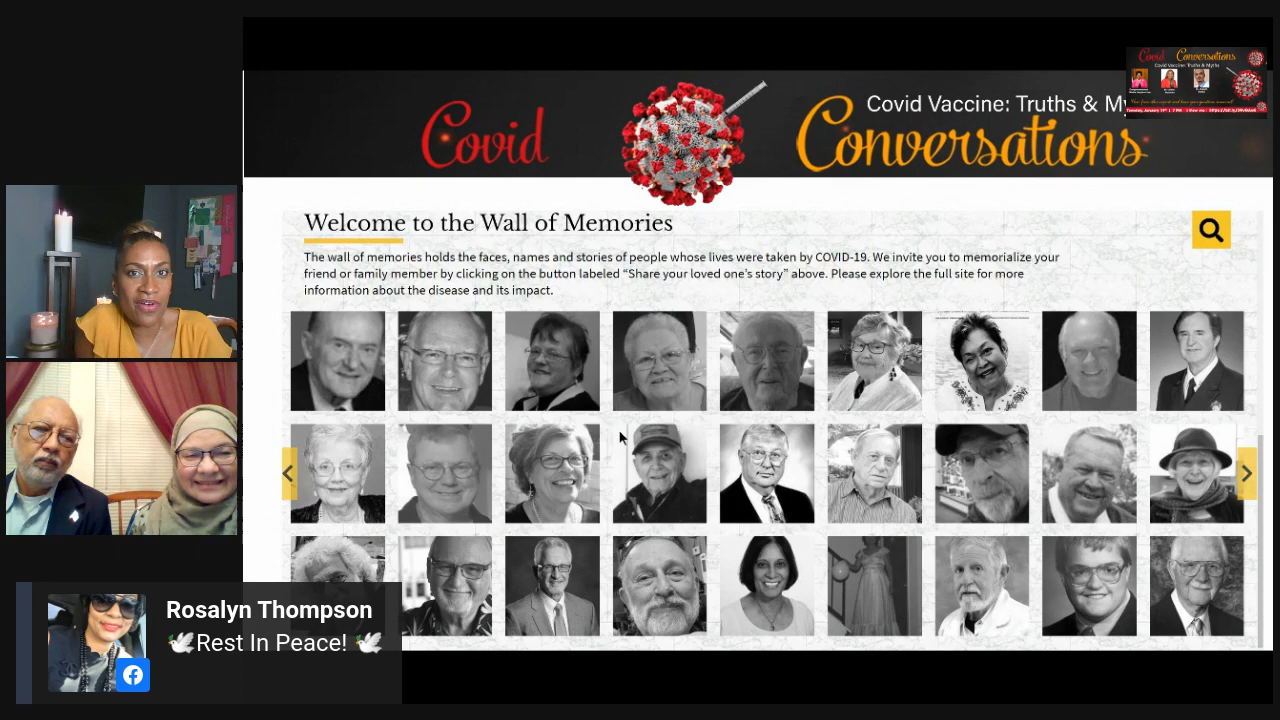 Covid
Covid Vaccine: Truths & M
Conversations
Covid Conversations
Covid Vaccine: Truths & Myths
Welcome to the Wall of Memories
The wall of memories holds the faces, names and stories of people whose lives were taken by COVID-19. We invite you to memorialize your
friend or family member by clicking on the button labeled “Share your loved one’s story” above. Please explore the full site for more
information about the disease and its impact.
Rosalyn Thompson
🕊️Rest In Peace! 🕊️